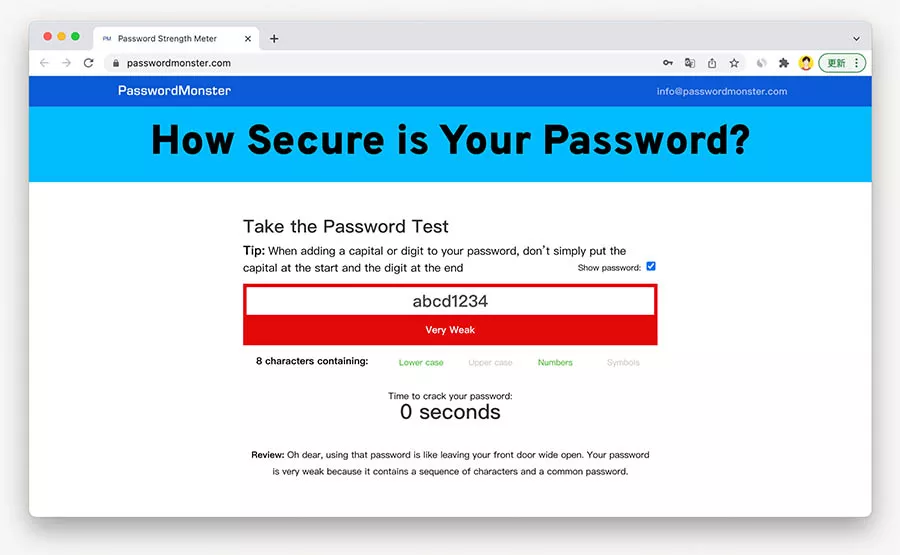 Password Strength Meter
passwordmonster.com
更新
PasswordMonster
info@passwordmonster.com
How Secure is Your Password?
Take the Password Test
Tip: When adding a capital or digit to your password, don't simply put the
capital at the start and the digit at the end
Show password:
abcd1234
Very Weak
8 characters containing:
Lower case
Upper case
Numbers
Symbols
Time to crack your password:
0 seconds
Review: Oh dear, using that password is like leaving your front door wide open. Your password
is very weak because it contains a sequence of characters and a common password.